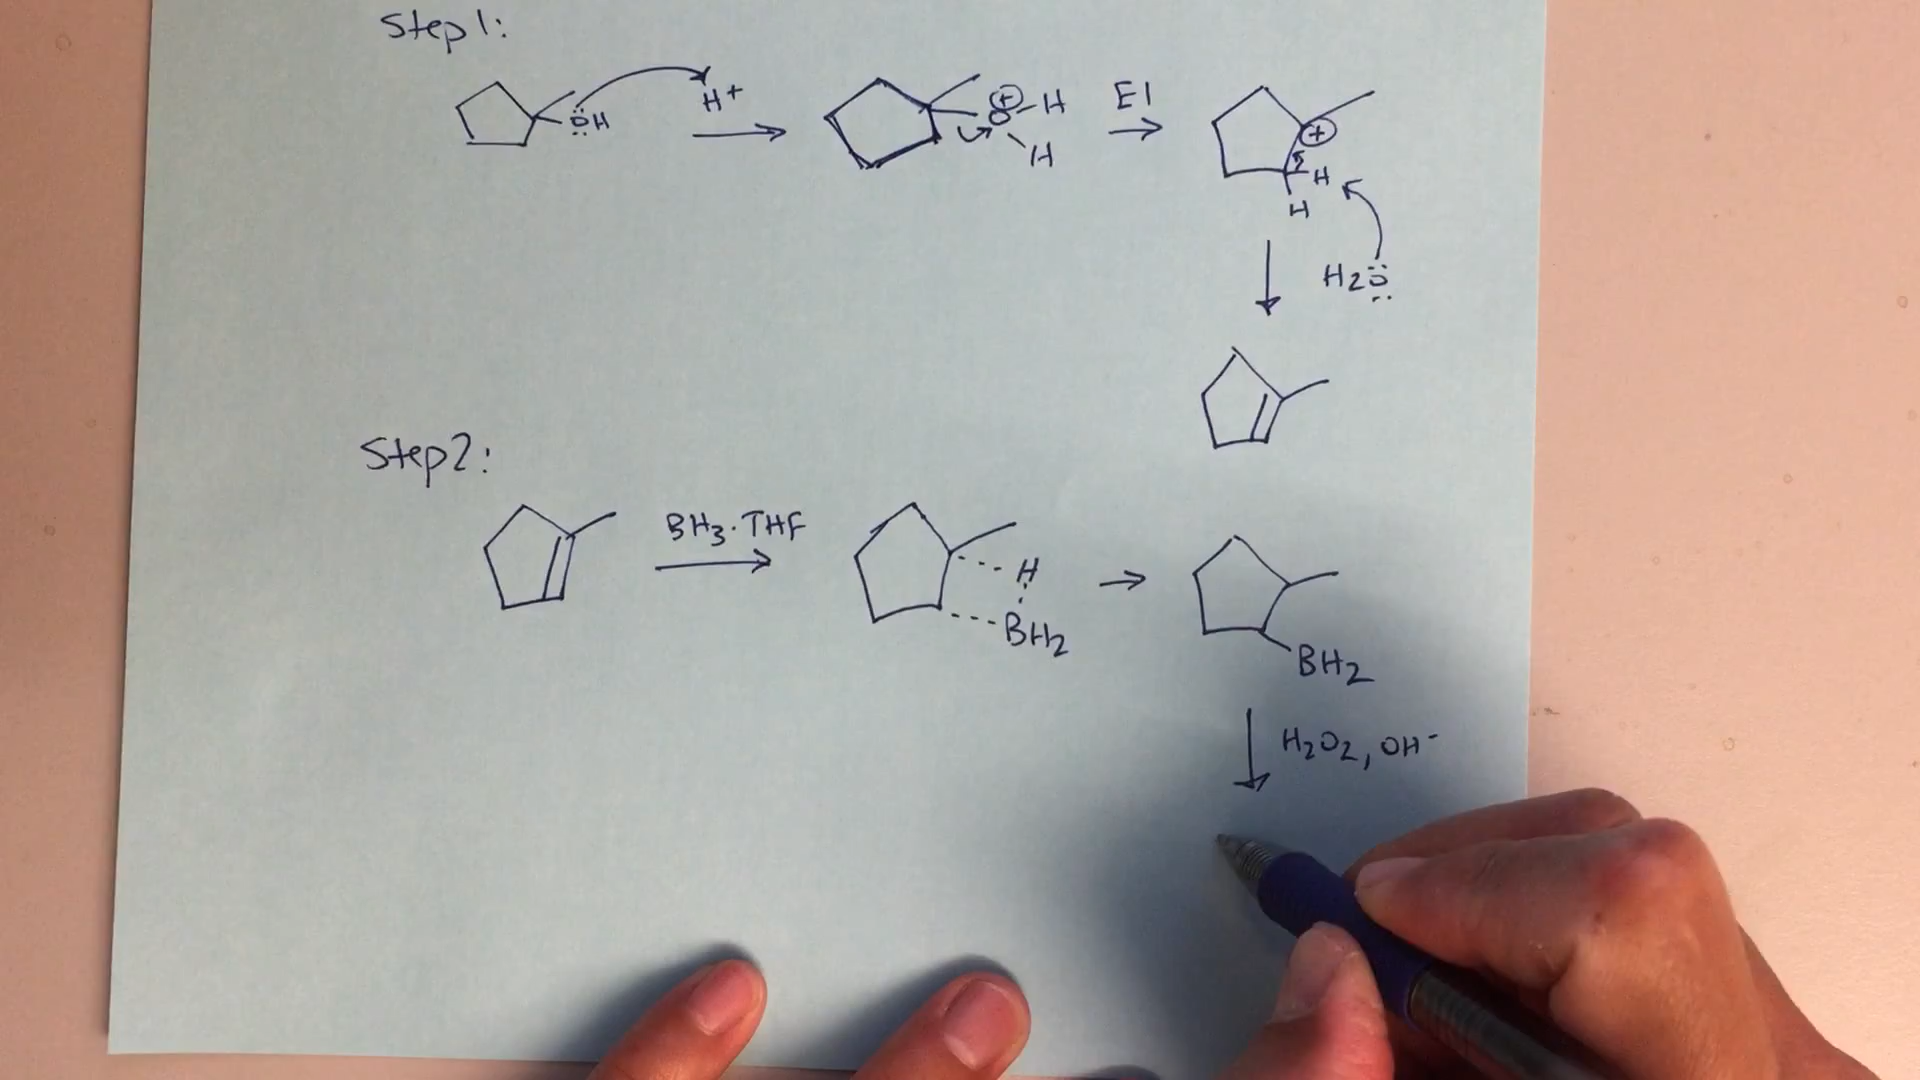 Step 1:
ÖH
H+
⊕
O
H
H
E1
⊕
H
H
H2Ö
Step 2:
BH3·THF
H
BH2
BH2
H2O2, OH-